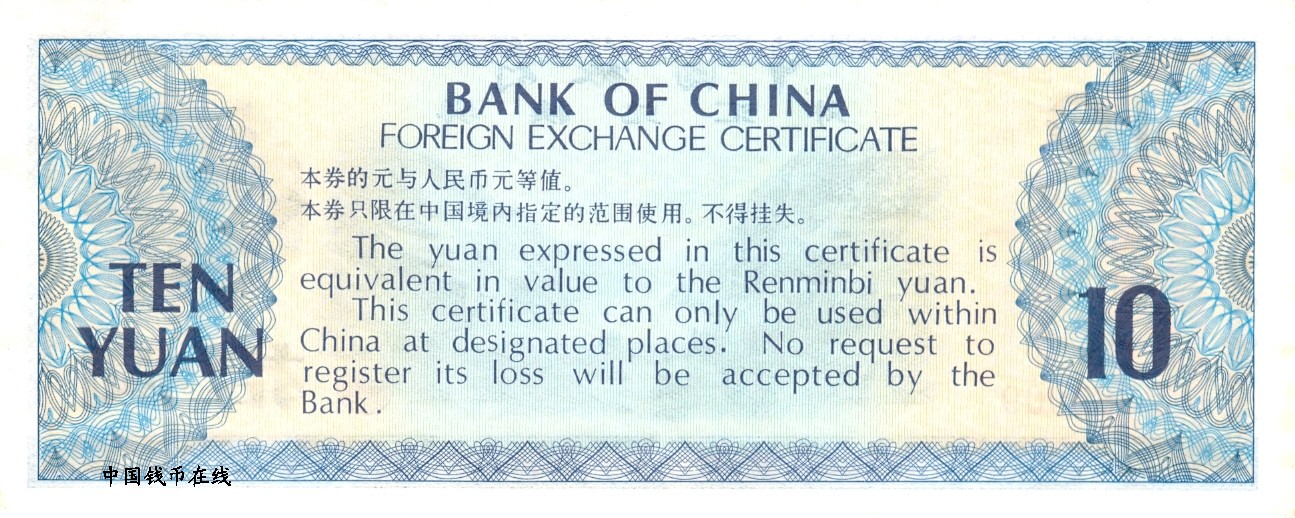 BANK OF CHINA
FOREIGN EXCHANGE CERTIFICATE
本券的元与人民币元等值。
本券只限在中国境内指定的范围使用。不得挂失。
The yuan expressed in this certificate is
equivalent in value to the Renminbi yuan.
This certificate can only be used within
China at designated places. No request to
register its loss will be accepted by the
Bank.
TEN
YUAN
10
中国钱币在线